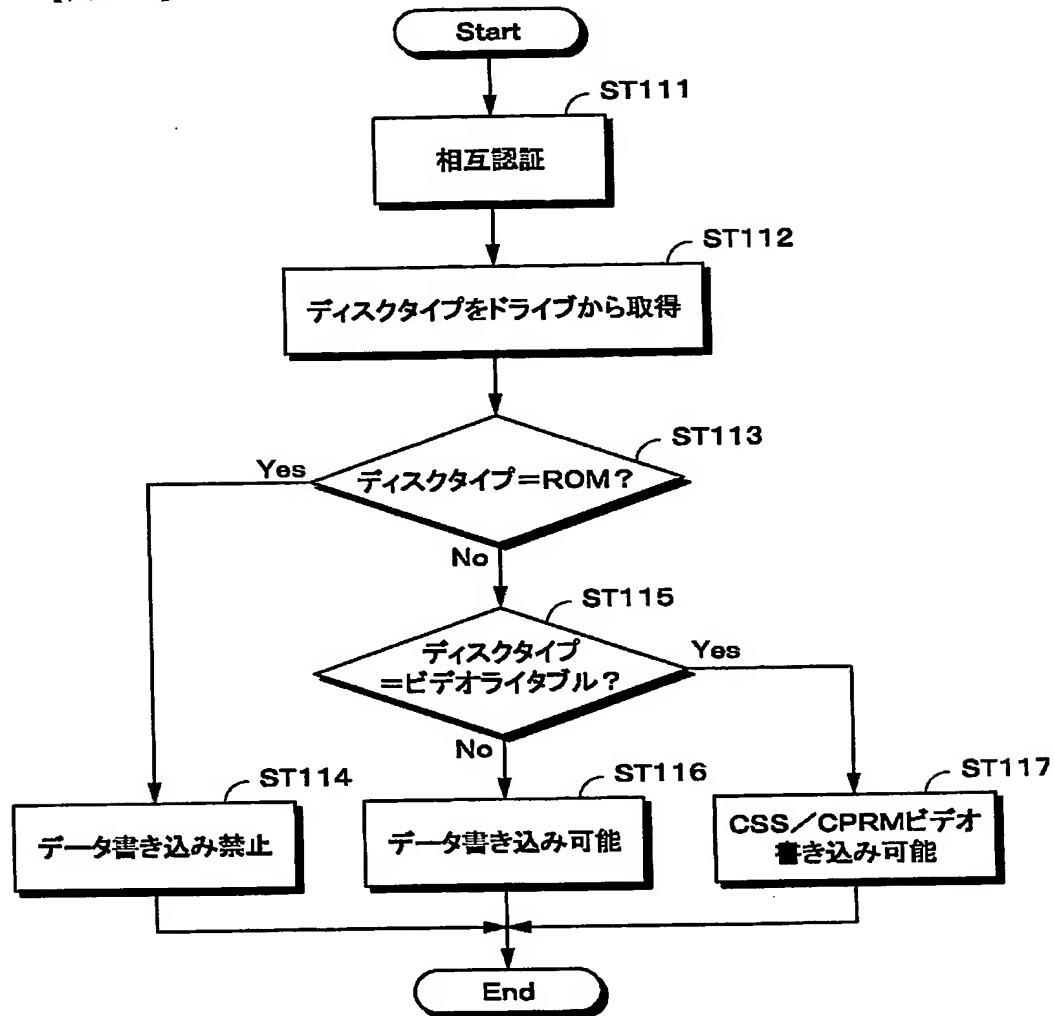 Start
ST111
相互認証
ST112
ディスクタイプをドライブから取得
ST113
Yes
ディスクタイプ＝ROM？
No
ST115
ディスクタイプ
＝ビデオライタブル？
Yes
No
ST114
データ書き込み禁止
ST116
データ書き込み可能
ST117
CSS／CPRMビデオ
書き込み可能
End